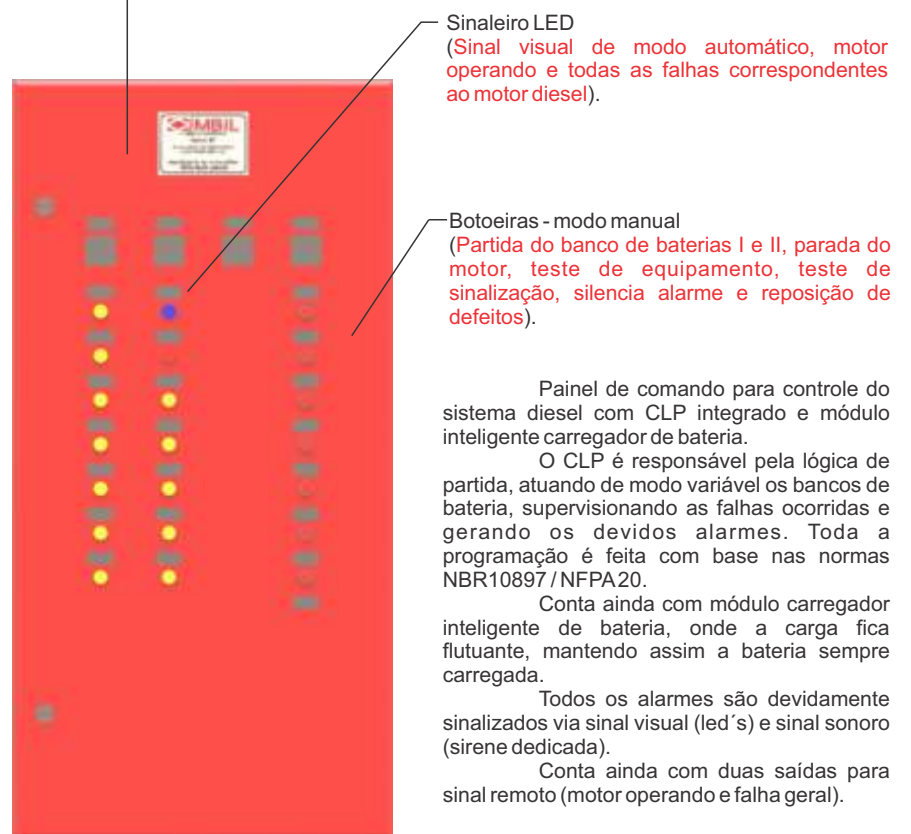 Sinaleiro LED
(Sinal visual de modo automático, motor
operando e todas as falhas correspondentes
ao motor diesel).
IMBIL
Botoeiras - modo manual
(Partida do banco de baterias I e II, parada do
motor, teste de equipamento, teste de
sinalização, silencia alarme e reposição de
defeitos).
Painel de comando para controle do
sistema diesel com CLP integrado e módulo
inteligente carregador de bateria.
O CLP é responsável pela lógica de
partida, atuando de modo variável os bancos de
bateria, supervisionando as falhas ocorridas e
gerando os devidos alarmes. Toda a
programação é feita com base nas normas
NBR10897 / NFPA 20.
Conta ainda com módulo carregador
inteligente de bateria, onde a carga fica
flutuante, mantendo assim a bateria sempre
carregada.
Todos os alarmes são devidamente
sinalizados via sinal visual (led´s) e sinal sonoro
(sirene dedicada).
Conta ainda com duas saídas para
sinal remoto (motor operando e falha geral).